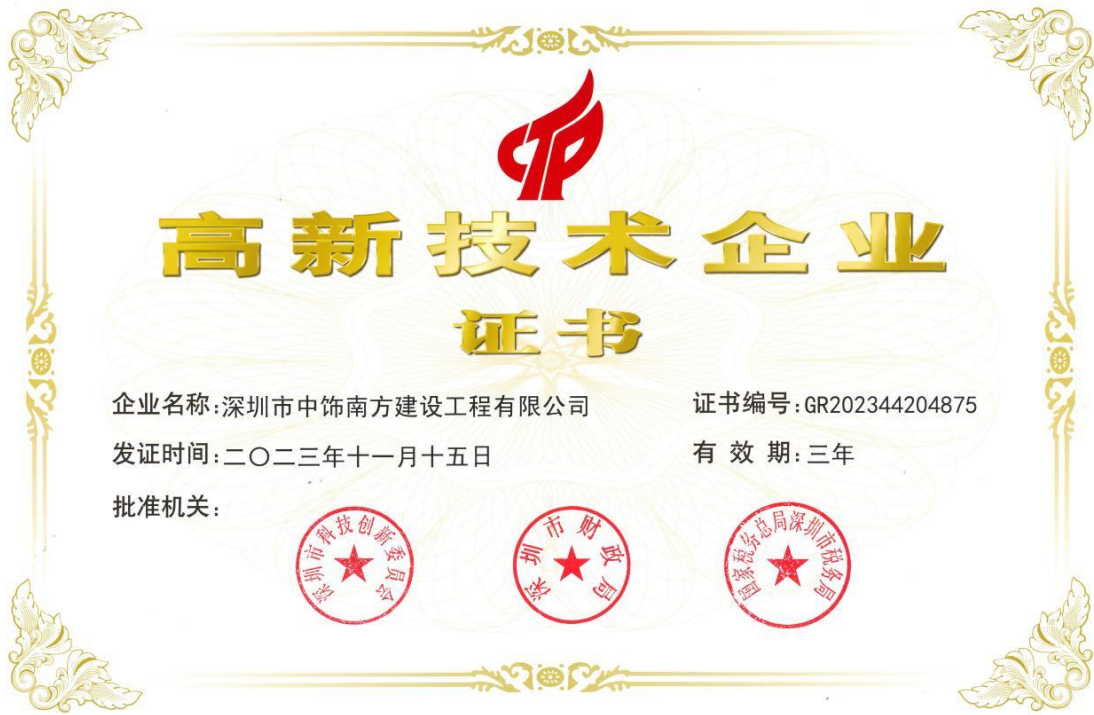 高新技术企业
证书
企业名称:深圳市中饰南方建设工程有限公司
证书编号:GR202344204875
发证时间:二〇二三年十一月十五日
有 效 期:三年
批准机关:
深圳市科技创新委员会
深圳市财政局
国家税务总局深圳市税务局